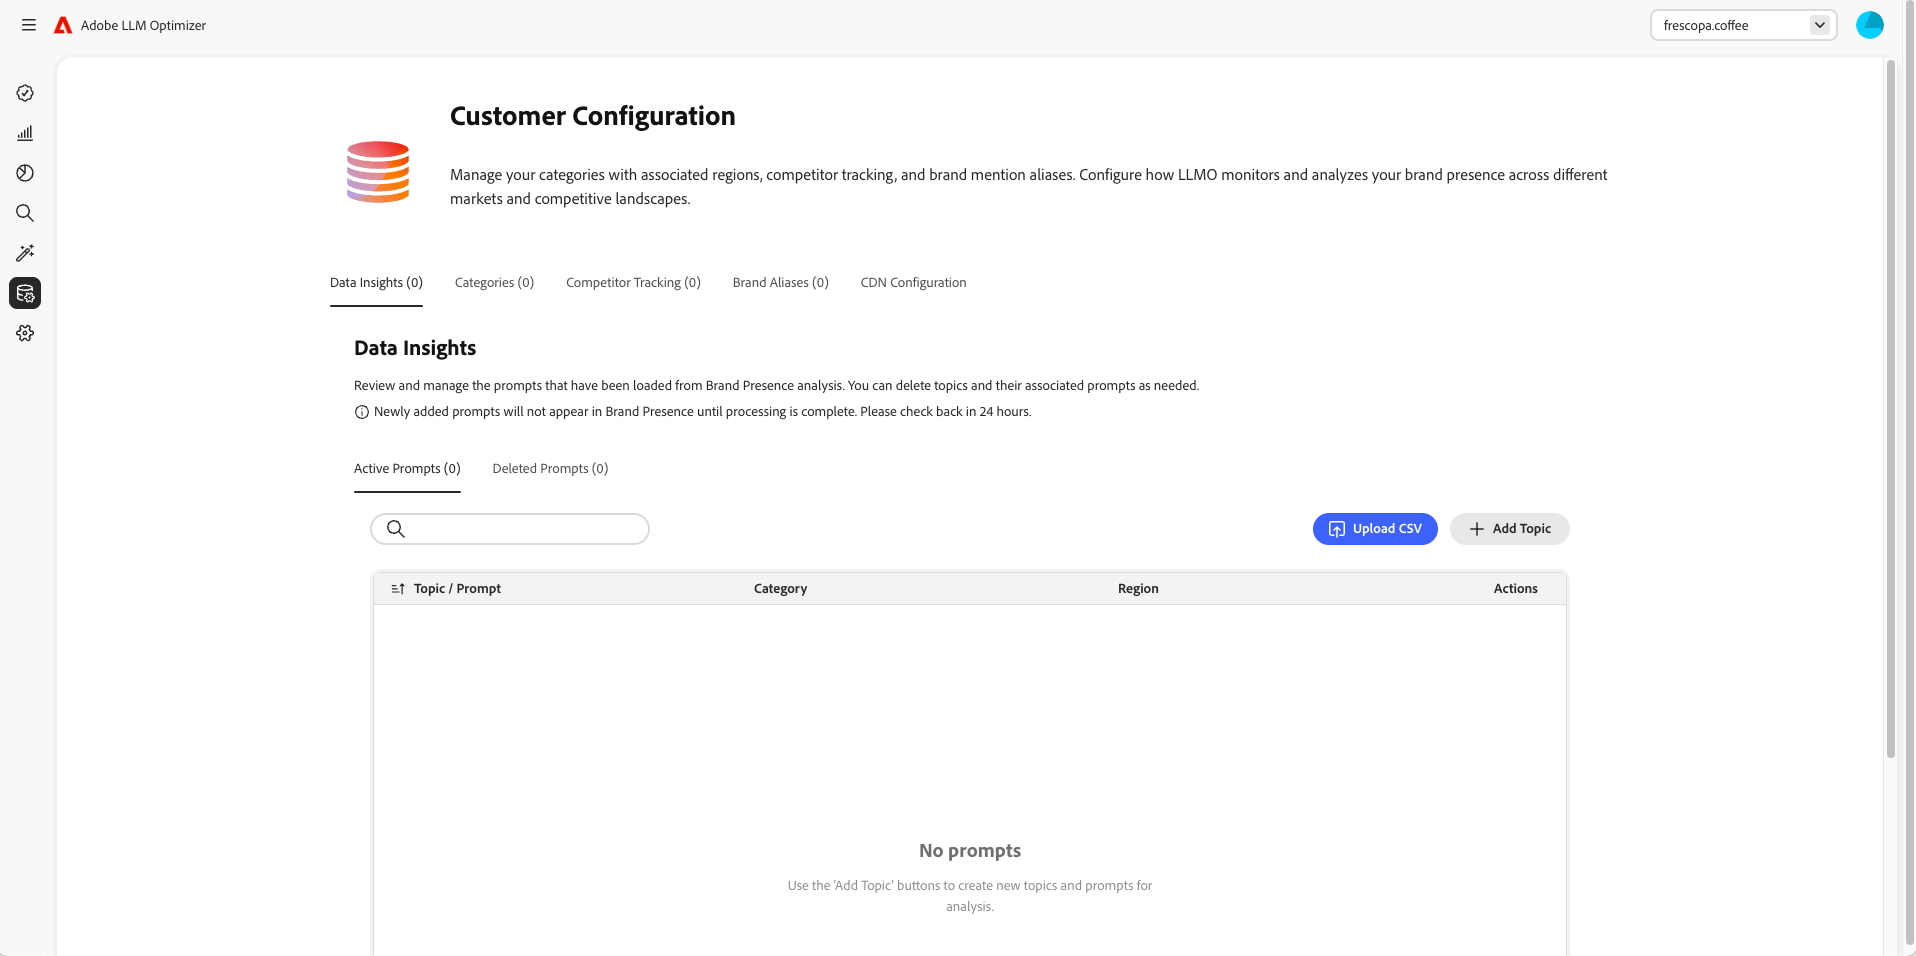 Adobe LLM Optimizer
frescopa.coffee
Customer Configuration
Manage your categories with associated regions, competitor tracking, and brand mention aliases. Configure how LLMO monitors and analyzes your brand presence across different
markets and competitive landscapes.
Data Insights (0)
Categories (0)
Competitor Tracking (0)
Brand Aliases (0)
CDN Configuration
Data Insights
Review and manage the prompts that have been loaded from Brand Presence analysis. You can delete topics and their associated prompts as needed.
Newly added prompts will not appear in Brand Presence until processing is complete. Please check back in 24 hours.
Active Prompts (0)
Deleted Prompts (0)
Upload CSV
Add Topic
Topic / Prompt
Category
Region
Actions
No prompts
Use the 'Add Topic' buttons to create new topics and prompts for
analysis.